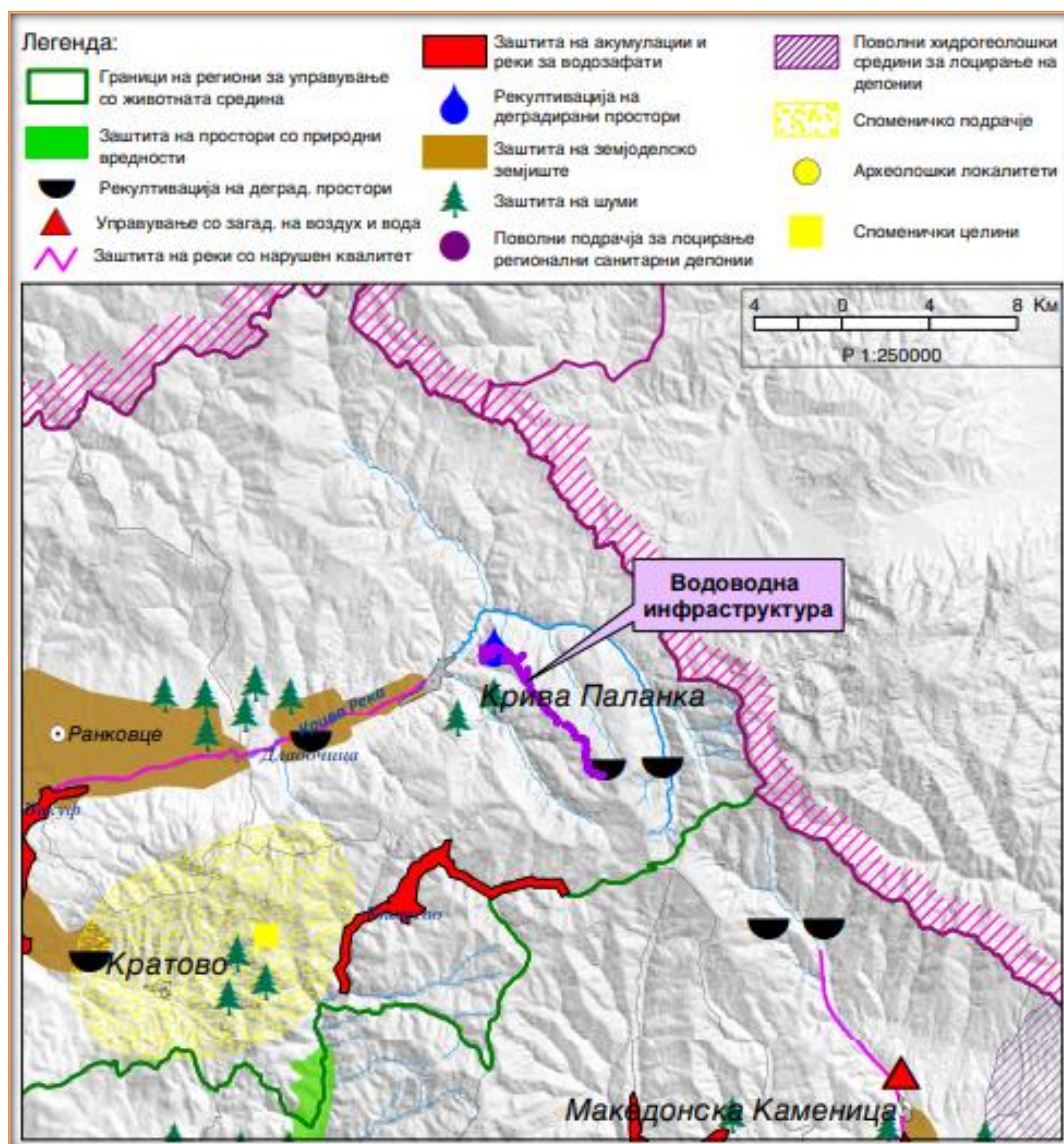 Легенда:
Граници на региони за управување
со животната средина
Заштита на простори со природни
вредности
Рекултивација на деград. простори
Управување со загад. на воздух и вода
Заштита на реки со нарушен квалитет
Заштита на акумулации и
реки за водозафати
Рекултивација на
деградирани простори
Заштита на земјоделско
земјиште
Заштита на шуми
Поволни подрачја за лоцирање
регионални санитарни депонии
Поволни хидрогеолошки
средини за лоцирање на
депонии
Споменичко подрачје
Археолошки локалитети
Споменички целини
4 0 4 8 Км
Р 1:250000
Водоводна
инфраструктура
Крива Паланка
Крива Река
Ранковце
Длабочица
Кратово
Македонска Каменица